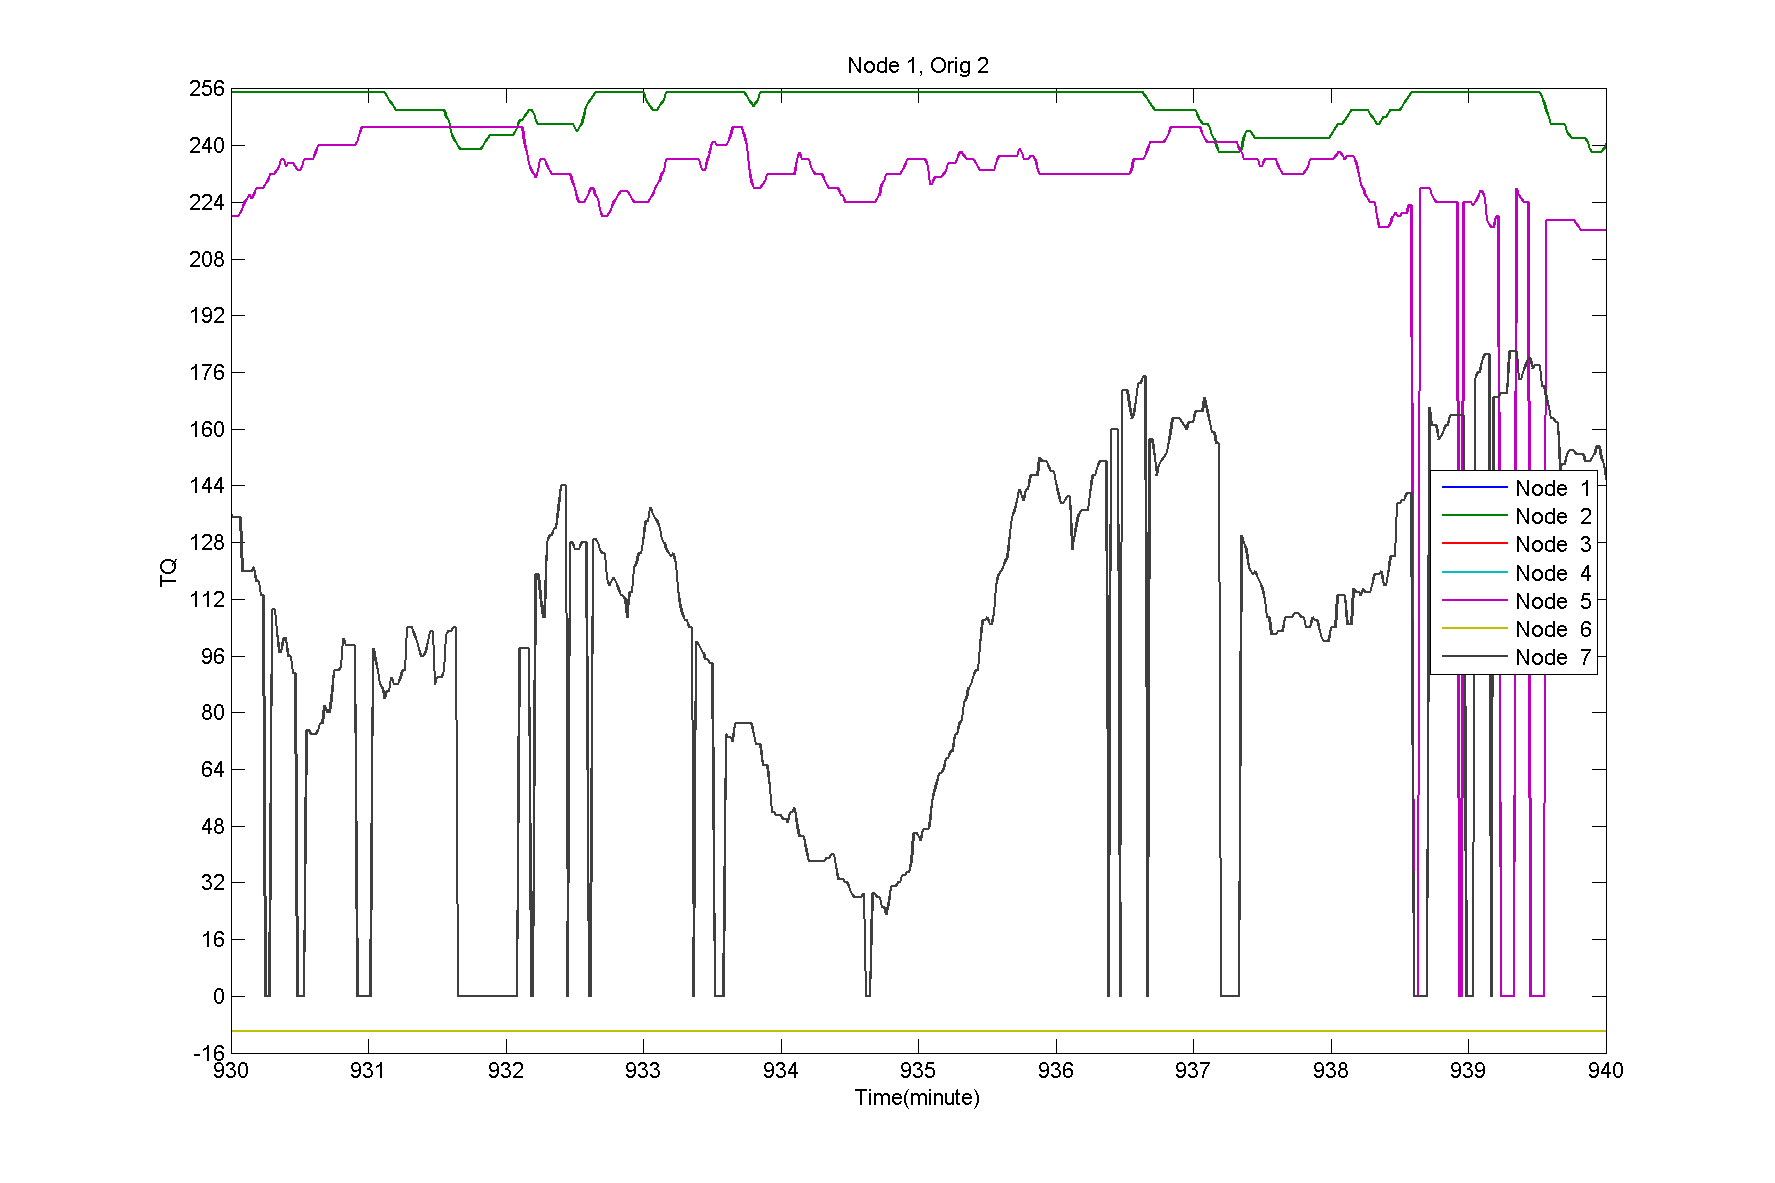 Node 1, Orig 2
256
240
224
208
192
176
160
144
128
112
96
80
64
48
32
16
0
-16
TQ
Node 1
Node 2
Node 3
Node 4
Node 5
Node 6
Node 7
930 931 932 933 934 935 936 937 938 939 940
Time(minute)